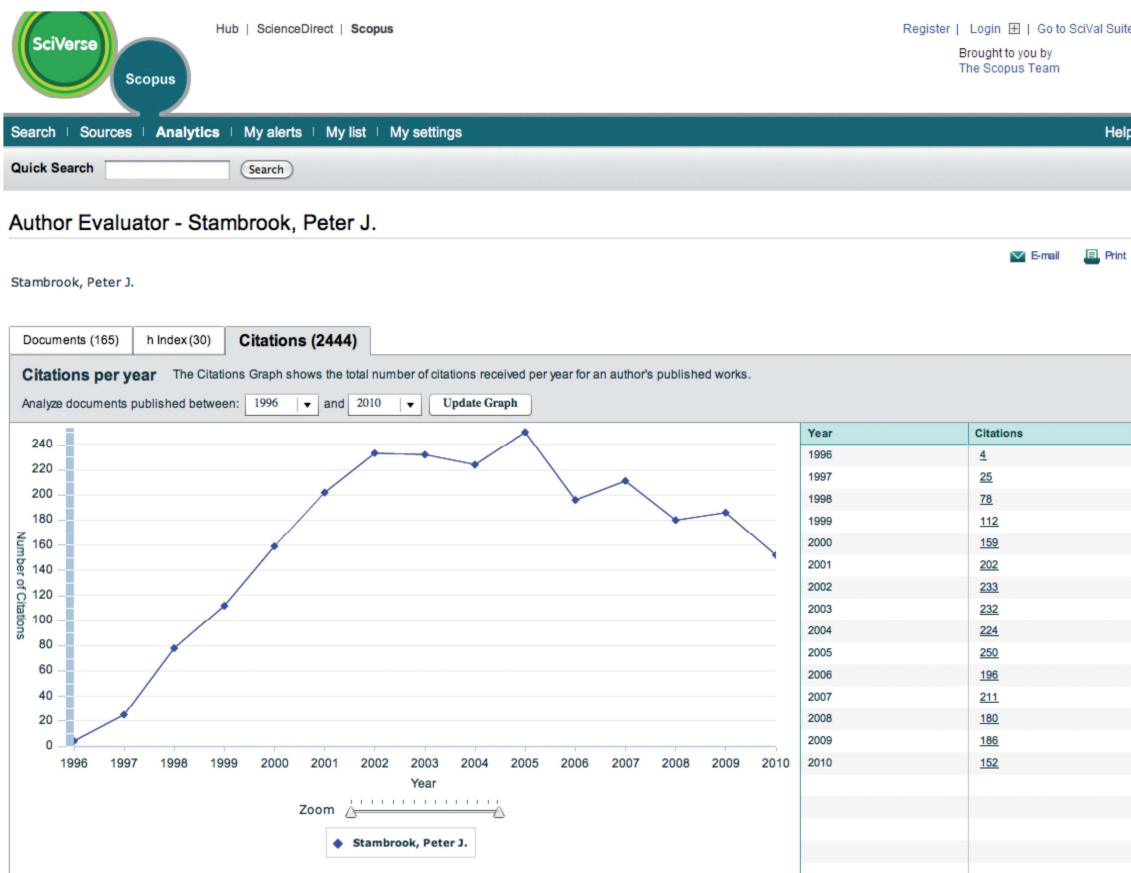 SciVerse
Scopus
Hub | ScienceDirect | Scopus
Register | Login | Go to SciVal Suite
Brought to you by
The Scopus Team
Search | Sources | Analytics | My alerts | My list | My settings
Help
Quick Search Search
Author Evaluator - Stambrook, Peter J.
E-mail Print
Stambrook, Peter J.
Documents (165) h Index (30) Citations (2444)
Citations per year The Citations Graph shows the total number of citations received per year for an author's published works.
Analyze documents published between: 1996 and 2010 Update Graph
Number of Citations
240
220
200
180
160
140
120
100
80
60
40
20
0
1996 1997 1998 1999 2000 2001 2002 2003 2004 2005 2006 2007 2008 2009 2010
Year
Zoom
Stambrook, Peter J.
Year Citations
1996 4
1997 25
1998 78
1999 112
2000 159
2001 202
2002 233
2003 232
2004 224
2005 250
2006 196
2007 211
2008 180
2009 186
2010 152